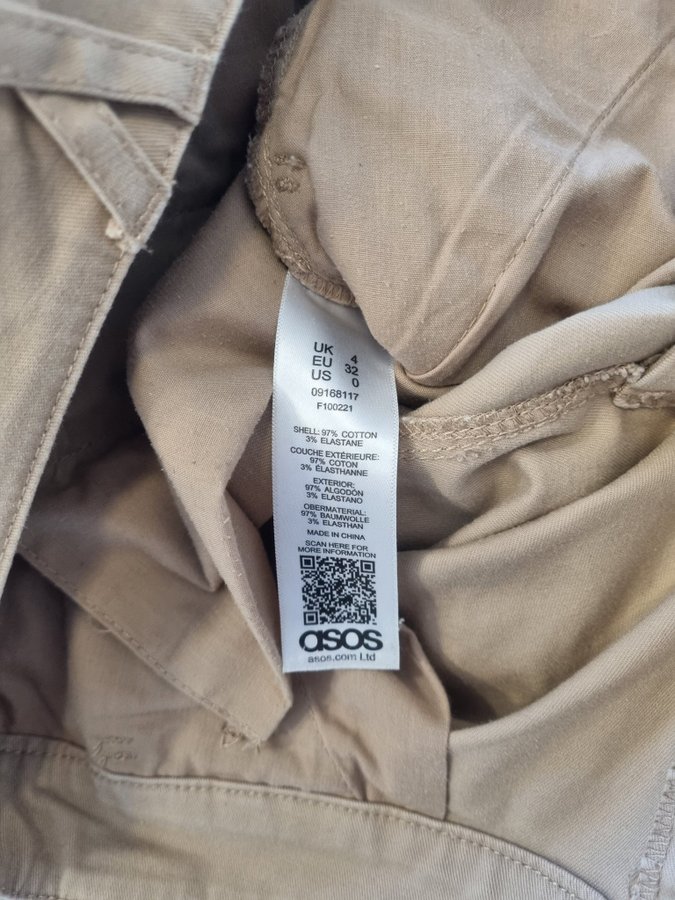 UK 4
EU 32
US 0
09168117
F100221
SHELL: 97% COTTON
3% ELASTANE
COUCHE EXTÉRIEURE:
97% COTON
3% ÉLASTHANNE
EXTERIOR:
97% ALGODÓN
3% ELASTANO
OBERMATERIAL:
97% BAUMWOLLE
3% ELASTHAN
MADE IN CHINA
SCAN HERE FOR
MORE INFORMATION
asos
asos.com Ltd